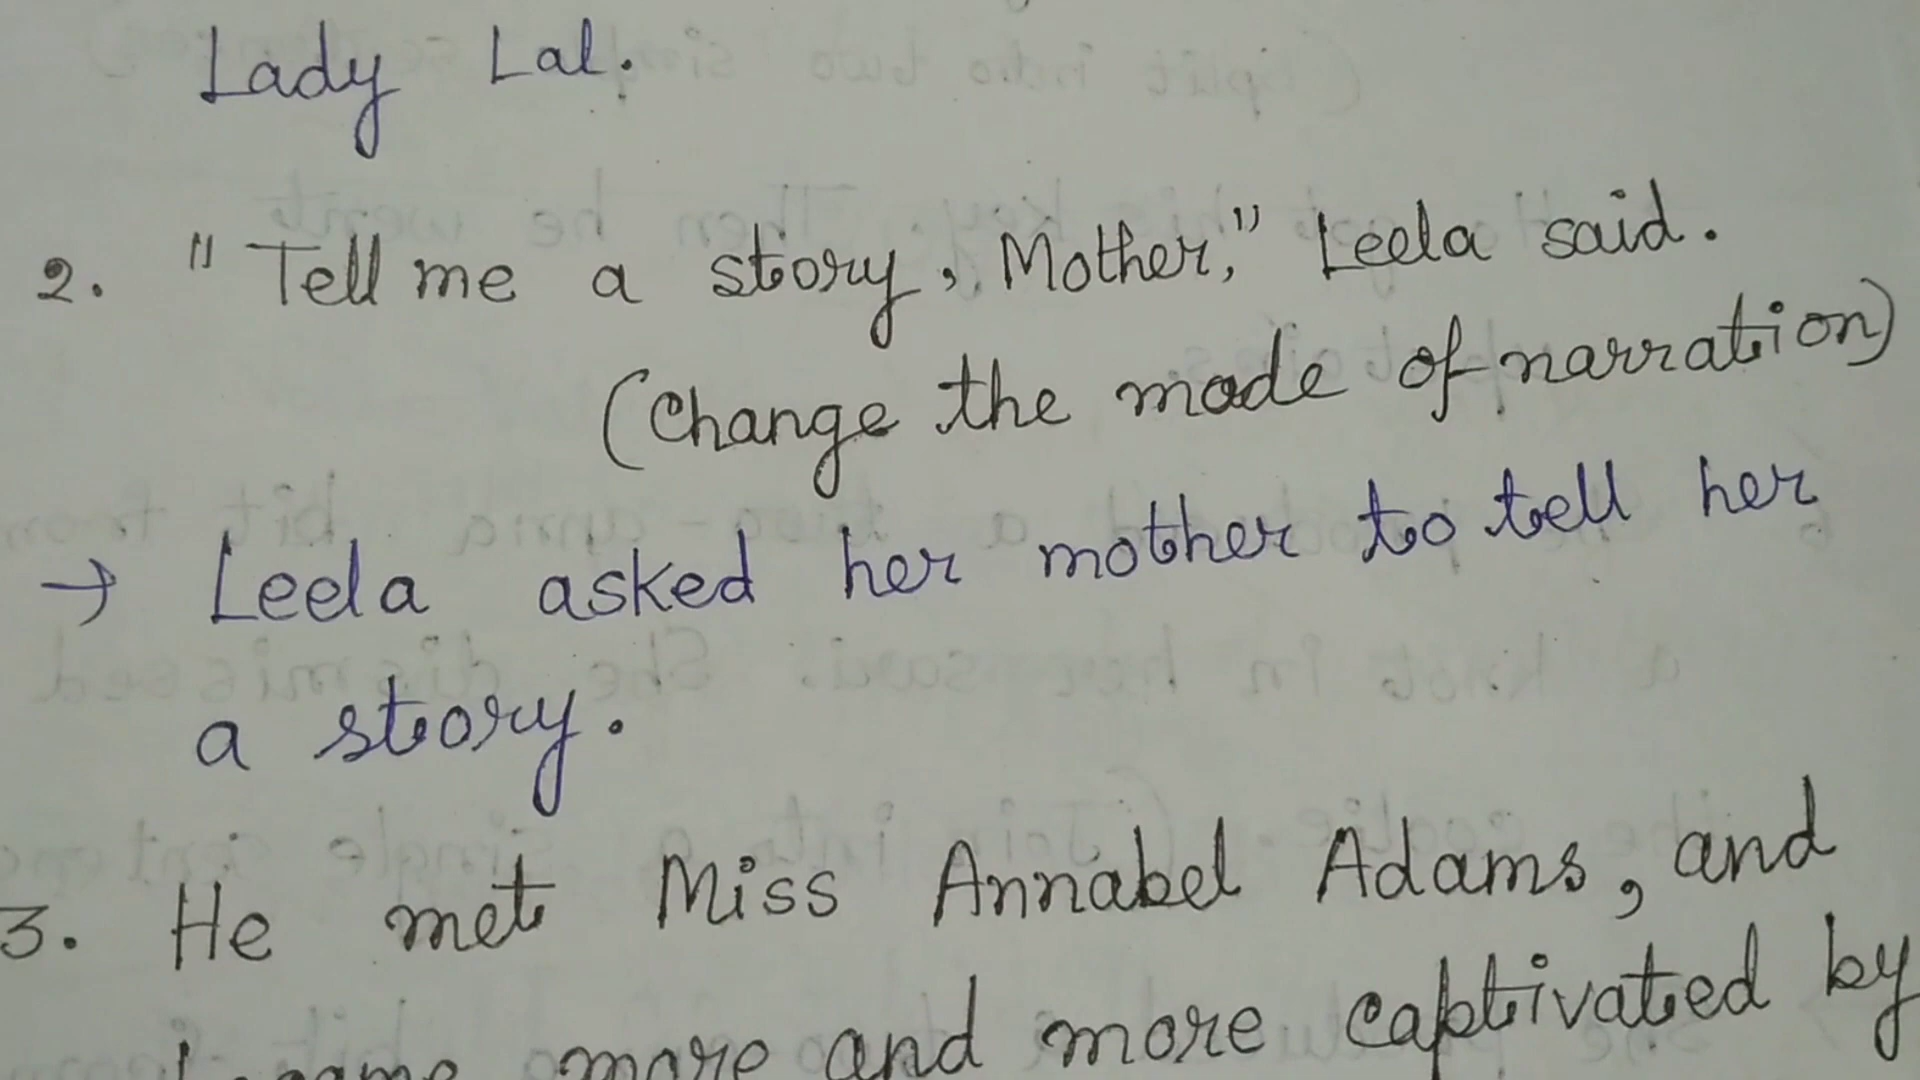 Lady Lal.
2. "Tell me a story, Mother," Leela said.
(Change the mode of narration)
→ Leela asked her mother to tell her
a story.
3. He met Miss Annabel Adams, and
more and more captivated by